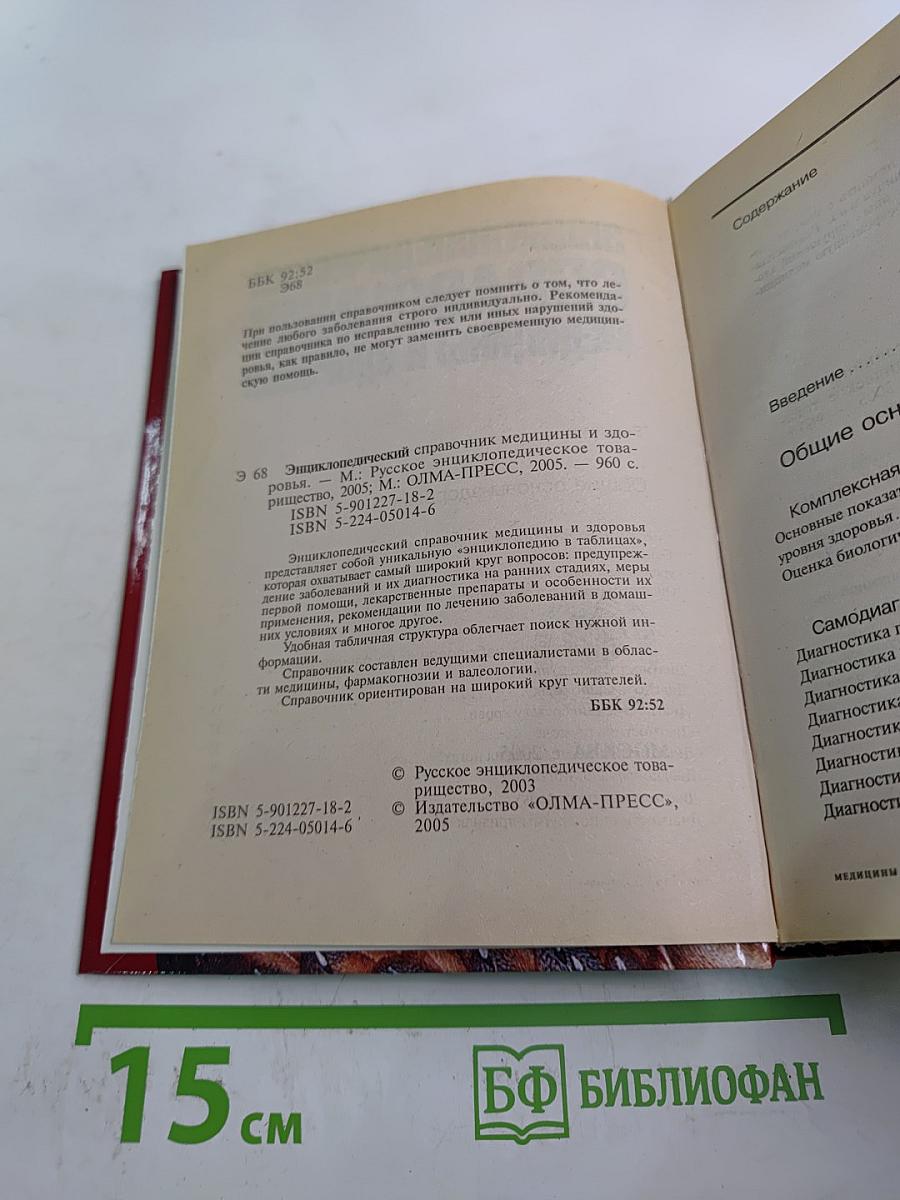 ББК 92:52
Э68
При пользовании справочником следует помнить о том, что ле-
чение любого заболевания строго индивидуально. Рекоменда-
ции справочника по исправлению тех или иных нарушений здо-
ровья, как правило, не могут заменить своевременную медицин-
скую помощь.
Э 68 Энциклопедический справочник медицины и здо-
ровья. — М.: Русское энциклопедическое това-
рищество, 2005; М.: ОЛМА-ПРЕСС, 2005. — 960 с.
ISBN 5-901227-18-2
ISBN 5-224-05014-6
Энциклопедический справочник медицины и здоровья
представляет собой уникальную «энциклопедию в таблицах»,
которая охватывает самый широкий круг вопросов: предупреж-
дение заболеваний и их диагностика на ранних стадиях, меры
первой помощи, лекарственные препараты и особенности их
применения, рекомендации по лечению заболеваний в домаш-
них условиях и многое другое.
Удобная табличная структура облегчает поиск нужной ин-
формации.
Справочник составлен ведущими специалистами в облас-
ти медицины, фармакогнозии и валеологии.
Справочник ориентирован на широкий круг читателей.
ББК 92:52
ISBN 5-901227-18-2
ISBN 5-224-05014-6
© Русское энциклопедическое това-
рищество, 2003
© Издательство «ОЛМА-ПРЕСС»,
2005
Содержание
Введение
Общие осн
Комплексная
Основные показат
уровня здоровья
Оценка биологич
Самодиаг
Диагностика
Диагностика
Диагностика
Диагностик
Диагностик
Диагности
Диагности
Диагност
МЕДИЦИНЫ
15 см
БФ БИБЛИОФАН